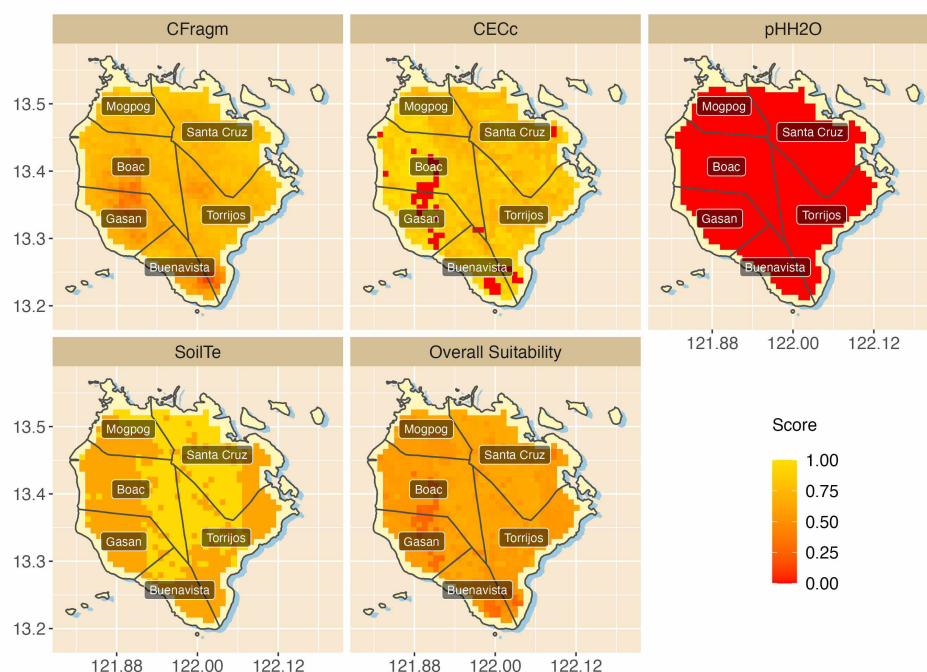 CFragm
CECc
pHH2O
13.5
13.4
13.3
13.2
Mogpog
Santa Cruz
Boac
Gasan
Torrijos
Buenavista
Mogpog
Santa Cruz
Boac
Gasan
Torrijos
Buenavista
Mogpog
Santa Cruz
Boac
Gasan
Torrijos
Buenavista
121.88 122.00 122.12
SoilTe
Overall Suitability
13.5
13.4
13.3
13.2
Mogpog
Santa Cruz
Boac
Torrijos
Gasan
Buenavista
Mogpog
Santa Cruz
Boac
Torrijos
Gasan
Buenavista
121.88 122.00 122.12
121.88 122.00 122.12
Score
1.00
0.75
0.50
0.25
0.00